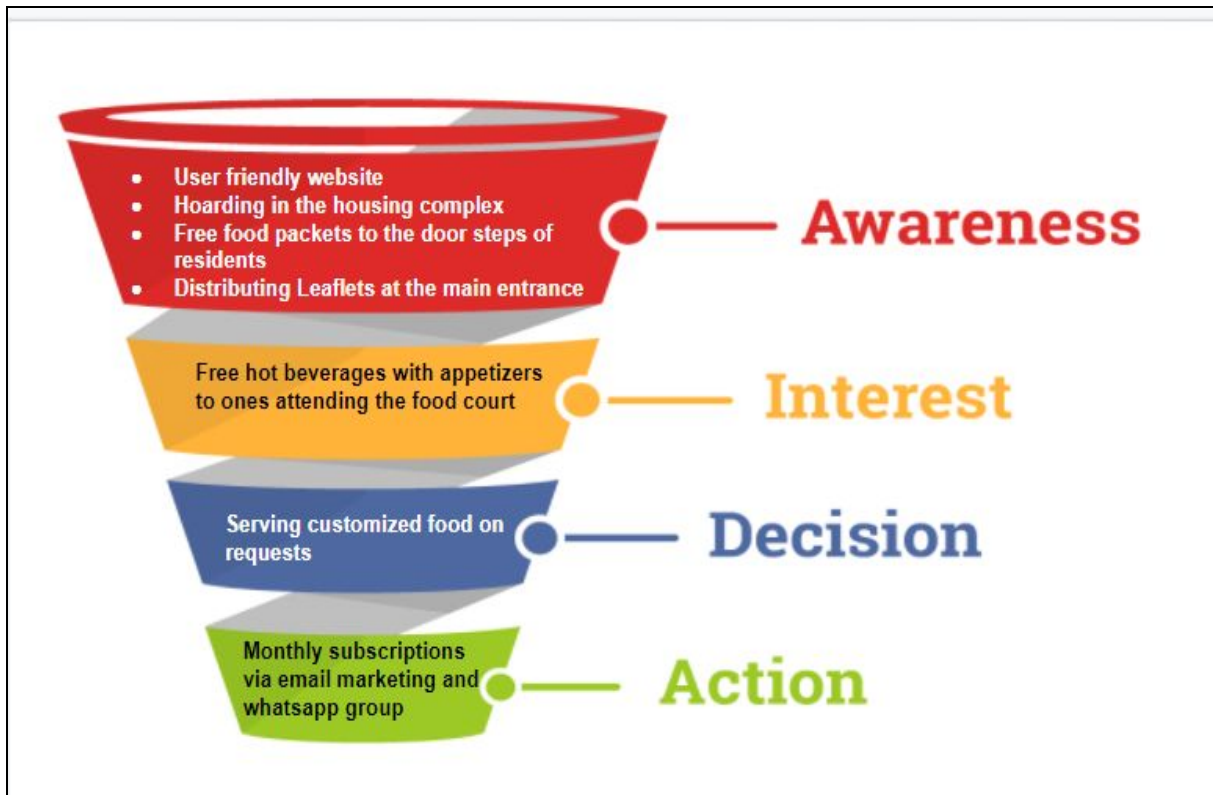 • User friendly website
• Hoarding in the housing complex
• Free food packets to the door steps of
residents
• Distributing Leaflets at the main entrance
Awareness
Free hot beverages with appetizers
to ones attending the food court
Interest
Serving customized food on
requests
Decision
Monthly subscriptions
via email marketing and
whatsapp group
Action